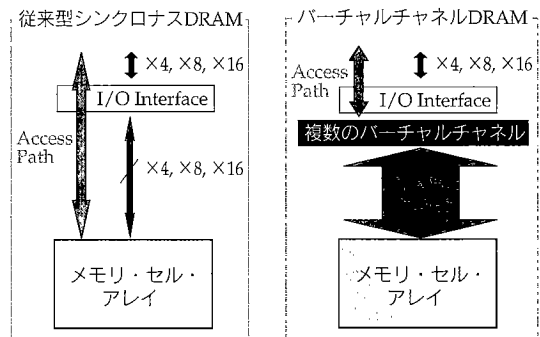 従来型シンクロナスDRAM
×4, ×8, ×16
I/O Interface
Access
Path
×4, ×8, ×16
メモリ・セル・
アレイ
バーチャルチャネルDRAM
Access
Path
×4, ×8, ×16
I/O Interface
複数のバーチャルチャネル
メモリ・セル・
アレイ